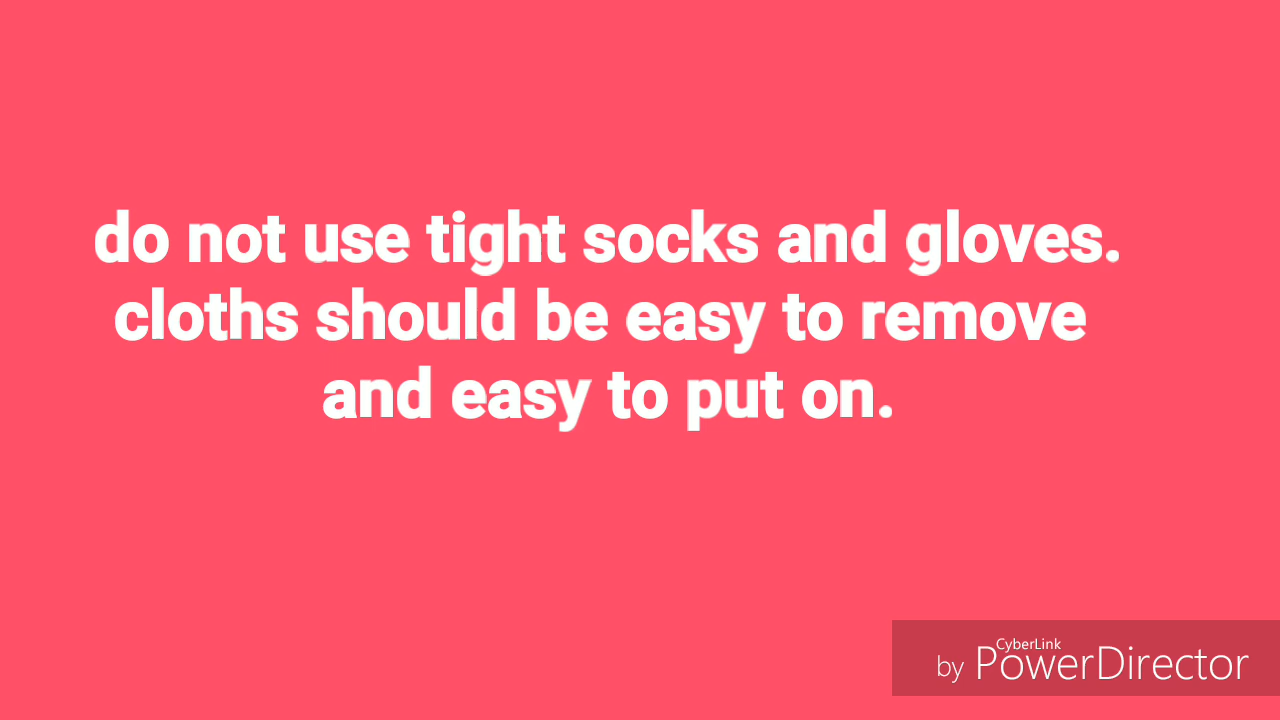 do not use tight socks and gloves.
cloths should be easy to remove
and easy to put on.
by CyberLink PowerDirector